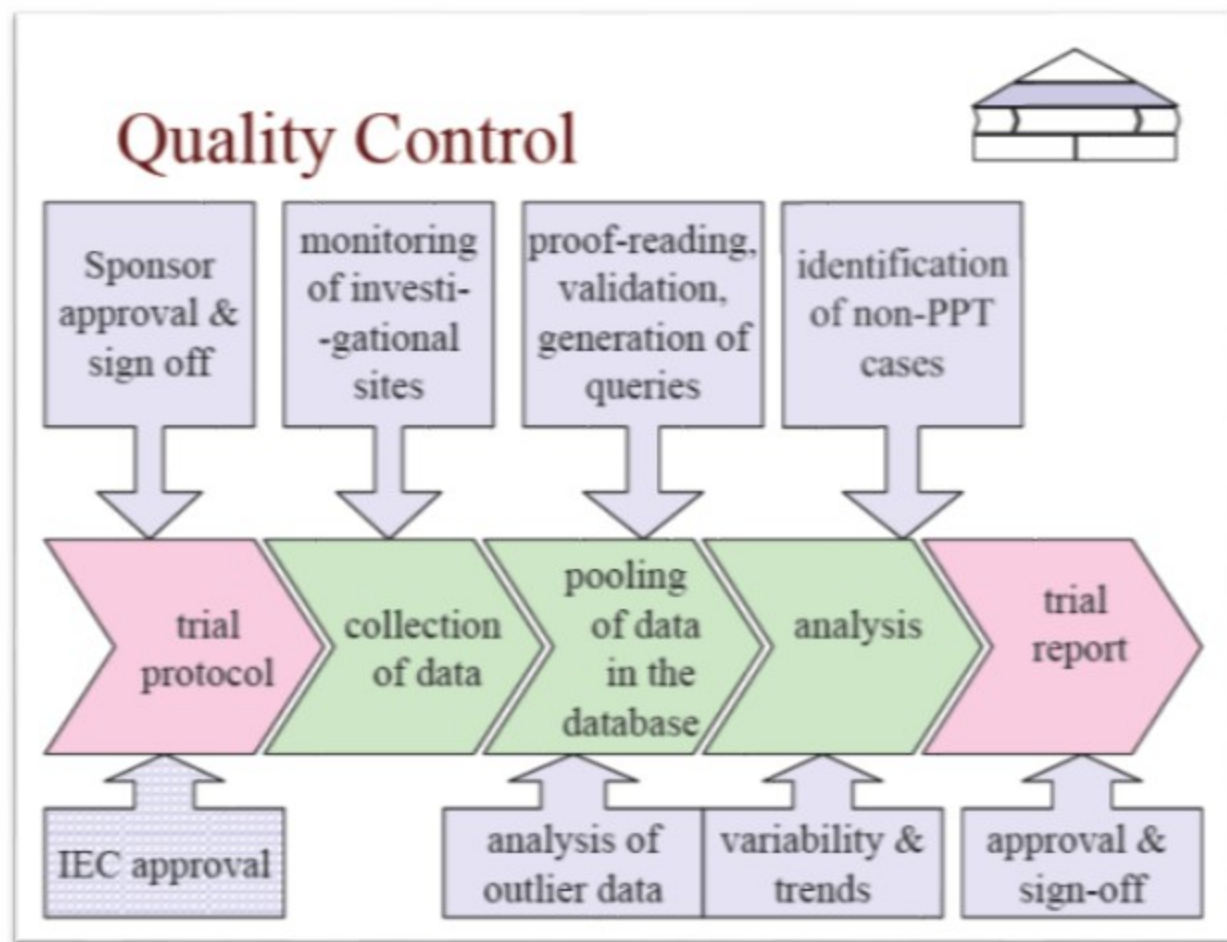 Quality Control
Sponsor
approval &
sign off
monitoring
of investi-
-gational
sites
proof-reading,
validation,
generation of
queries
identification
of non-PPT
cases
trial
protocol
collection
of data
pooling
of data
in the
database
analysis
trial
report
IEC approval
analysis of
outlier data
variability &
trends
approval &
sign-off